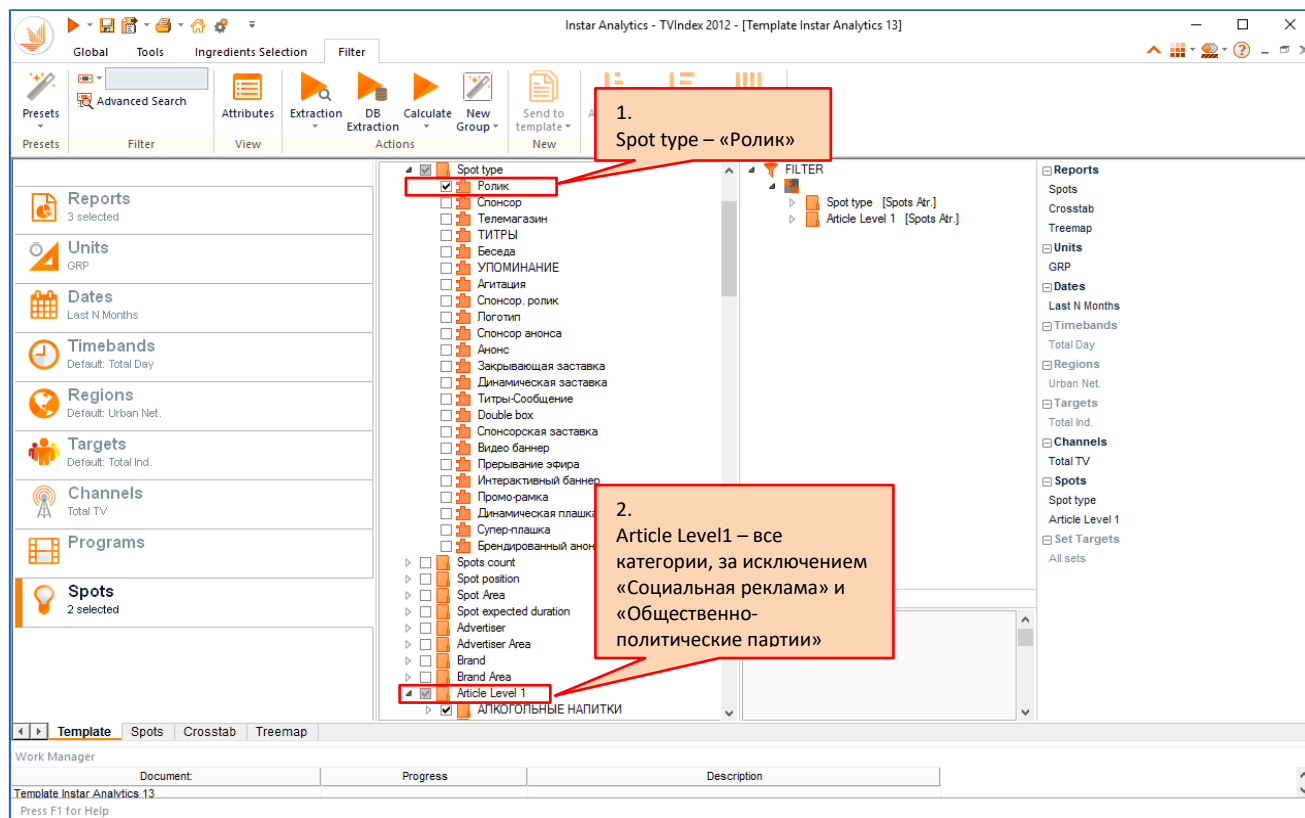 Instar Analytics - TVIndex 2012 - [Template Instar Analytics 13]
Global Tools Ingredients Selection Filter
Presets
Advanced Search
Attributes
Extraction
DB Extraction
Calculate
New Group
Send to template
Presets Filter View Actions New
1.
Spot type – «Ролик»
Reports
3 selected
Units
GRP
Dates
Last N Months
Timebands
Default: Total Day
Regions
Default: Urban Net.
Targets
Default: Total Ind.
Channels
Total TV
Programs
Spots
2 selected
Spot type
Ролик
Спонсор
Телемагазин
ТИТРЫ
Беседа
УПОМИНАНИЕ
Агитация
Спонсор. ролик
Логотип
Спонсор анонса
Анонс
Закрывающая заставка
Динамическая заставка
Титры-Сообщение
Double box
Спонсорская заставка
Видео баннер
Прерывание эфира
Интерактивный баннер
Промо-рамка
Динамическая плашка
Супер-плашка
Брендированный анон
Spots count
Spot position
Spot Area
Spot expected duration
Advertiser
Advertiser Area
Brand
Brand Area
Article Level 1
АЛКОГОЛЬНЫЕ НАПИТКИ
FILTER
Spot type [Spots Atr.]
Article Level 1 [Spots Atr.]
2.
Article Level1 – все
категории, за исключением
«Социальная реклама» и
«Общественно-
политические партии»
Reports
Spots
Crosstab
Treemap
Units
GRP
Dates
Last N Months
Timebands
Total Day
Regions
Urban Net.
Targets
Total Ind.
Channels
Total TV
Spots
Spot type
Article Level 1
Set Targets
All sets
Template Spots Crosstab Treemap
Work Manager
Document: Progress Description
Template Instar Analytics 13
Press F1 for Help